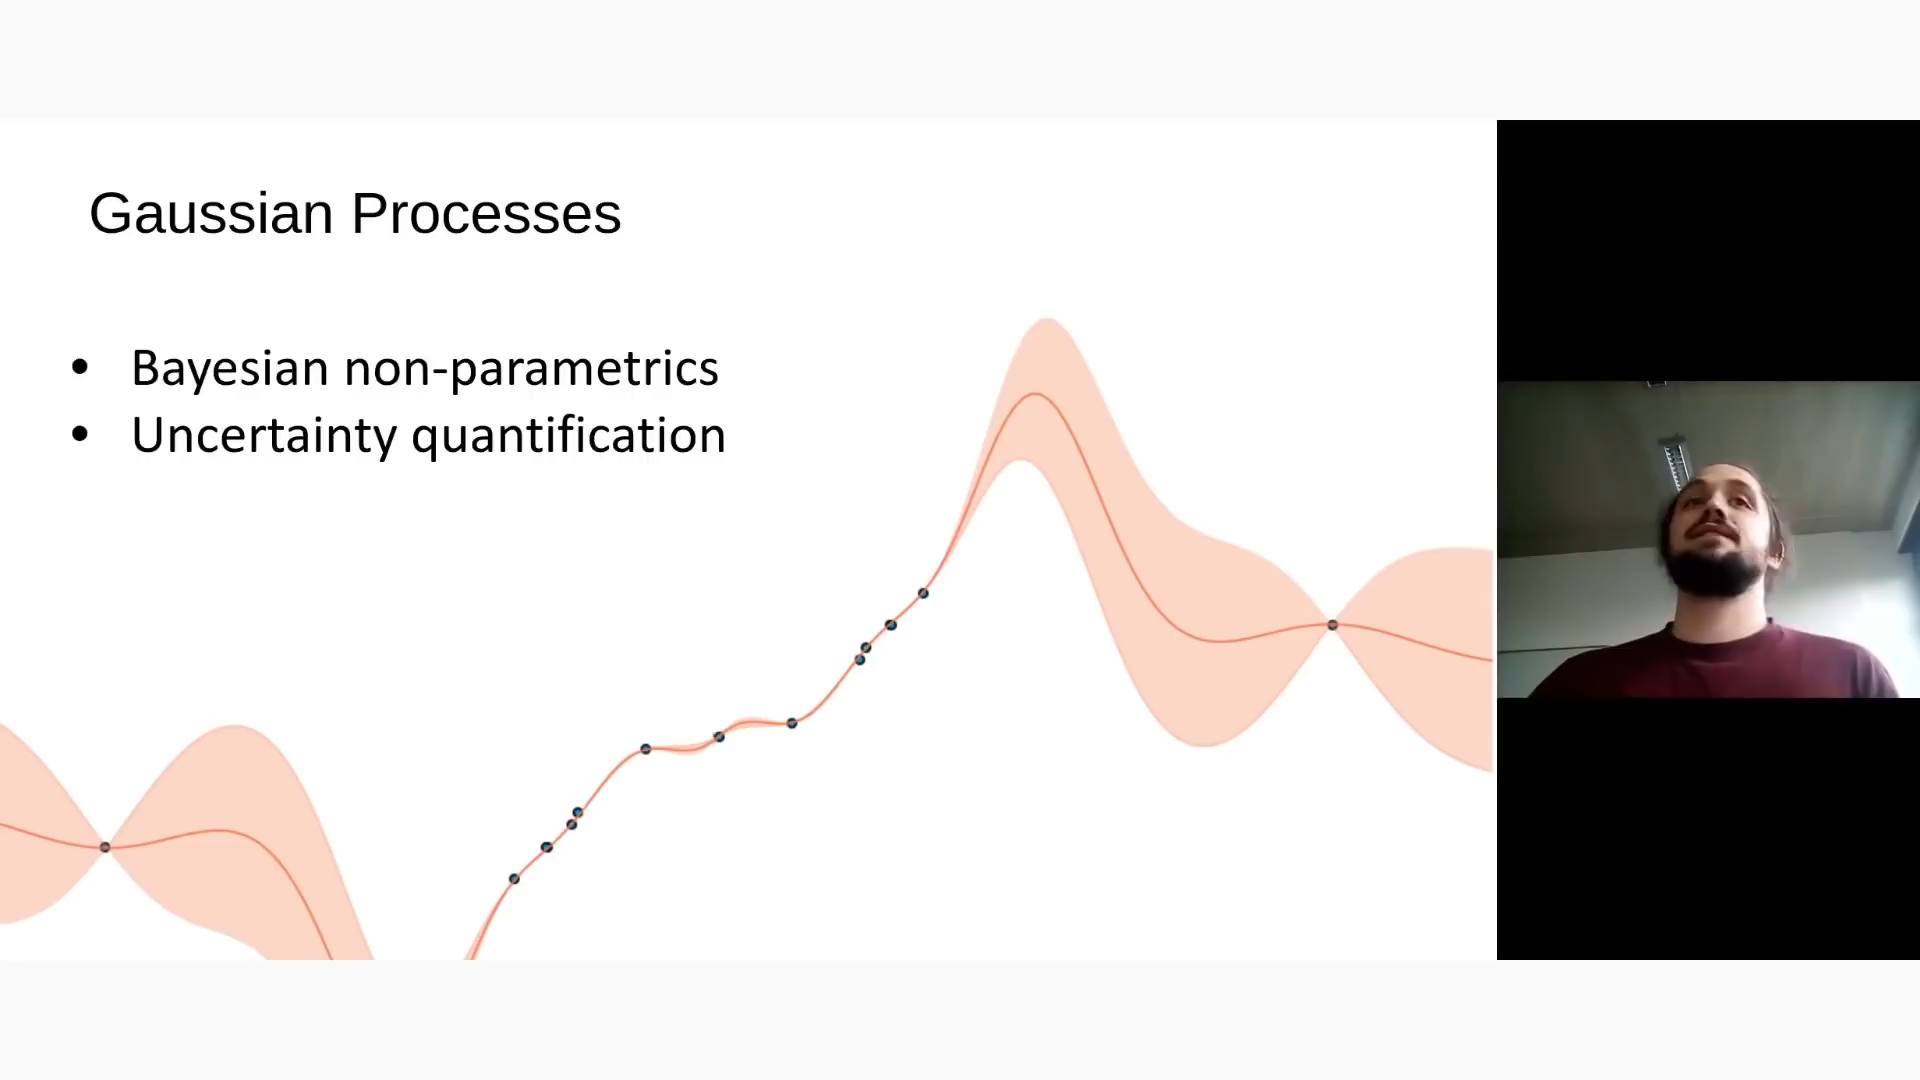 Gaussian Processes
• Bayesian non-parametrics
• Uncertainty quantification